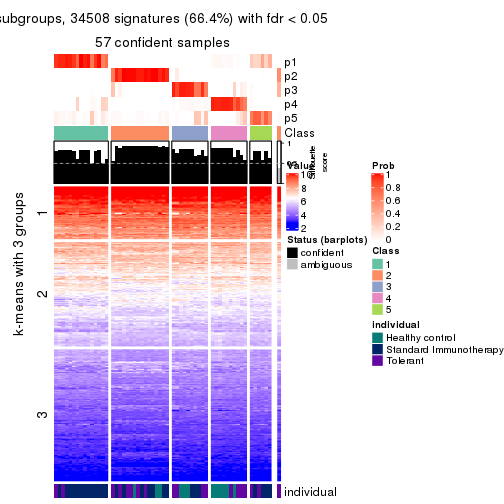 subgroups, 34508 signatures (66.4%) with fdr < 0.05
57 confident samples
p1
p2
p3
p4
p5
Class
1
Silhouette
score
Value
10
8
6
4
2
Status (barplots)
confident
ambiguous
Prob
1
0.8
0.6
0.4
0.2
0
Class
1
2
3
4
5
individual
Healthy control
Standard Immunotherapy
Tolerant
k-means with 3 groups
1
2
3
individual